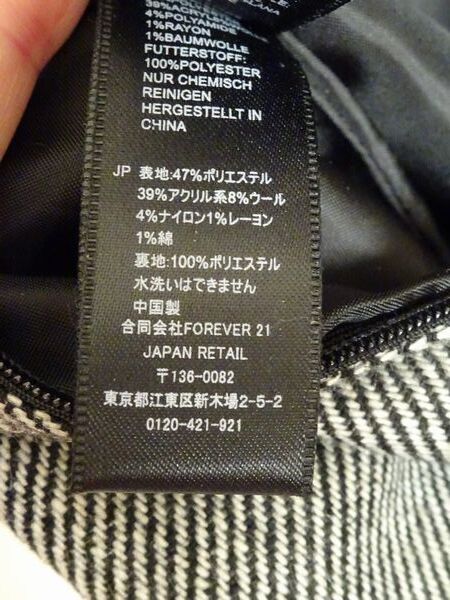 4%POLYAMIDE
1%RAYON
1%BAUMWOLLE
FUTTERSTOFF:
100%POLYESTER
NUR CHEMISCH
REINIGEN
HERGESTELLT IN
CHINA
JP 表地:47%ポリエステル
39%アクリル系8%ウール
4%ナイロン1%レーヨン
1%綿
裏地:100%ポリエステル
水洗いはできません
中国製
合同会社FOREVER 21
JAPAN RETAIL
〒136-0082
東京都江東区新木場2-5-2
0120-421-921